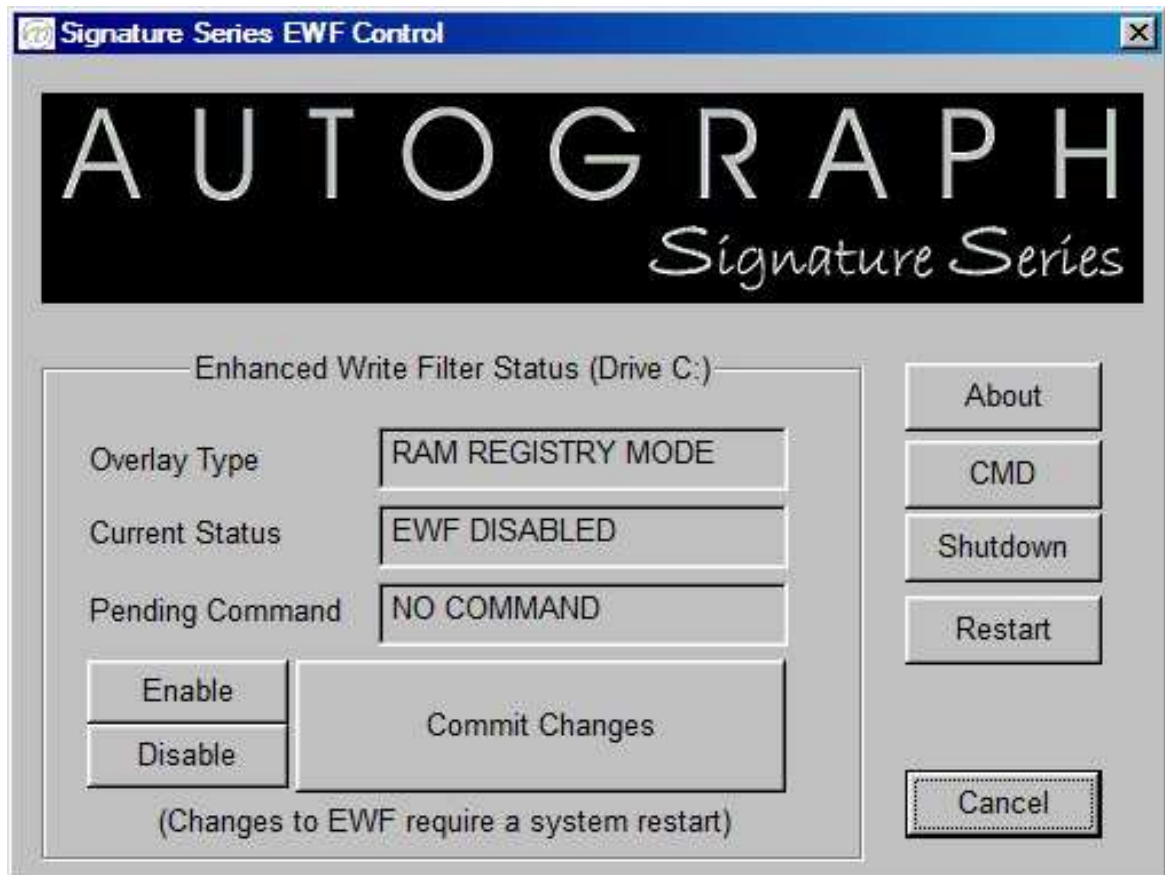 Signature Series EWF Control
AUTOGRAPH
Signature Series
Enhanced Write Filter Status (Drive C:)
Overlay Type
RAM REGISTRY MODE
Current Status
EWF DISABLED
Pending Command
NO COMMAND
Enable
Disable
Commit Changes
(Changes to EWF require a system restart)
About
CMD
Shutdown
Restart
Cancel